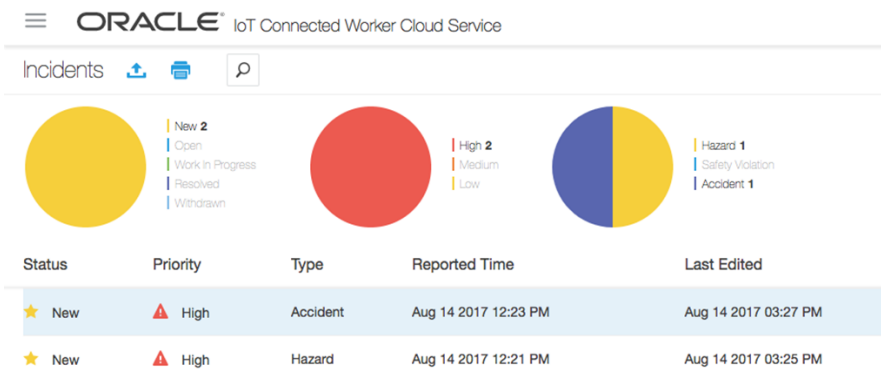 ORACLE® IoT Connected Worker Cloud Service
Incidents
New 2
Open
Work In Progress
Resolved
Withdrawn
High 2
Medium
Low
Hazard 1
Safety Violation
Accident 1
Status Priority Type Reported Time Last Edited
New High Accident Aug 14 2017 12:23 PM Aug 14 2017 03:27 PM
New High Hazard Aug 14 2017 12:21 PM Aug 14 2017 03:25 PM